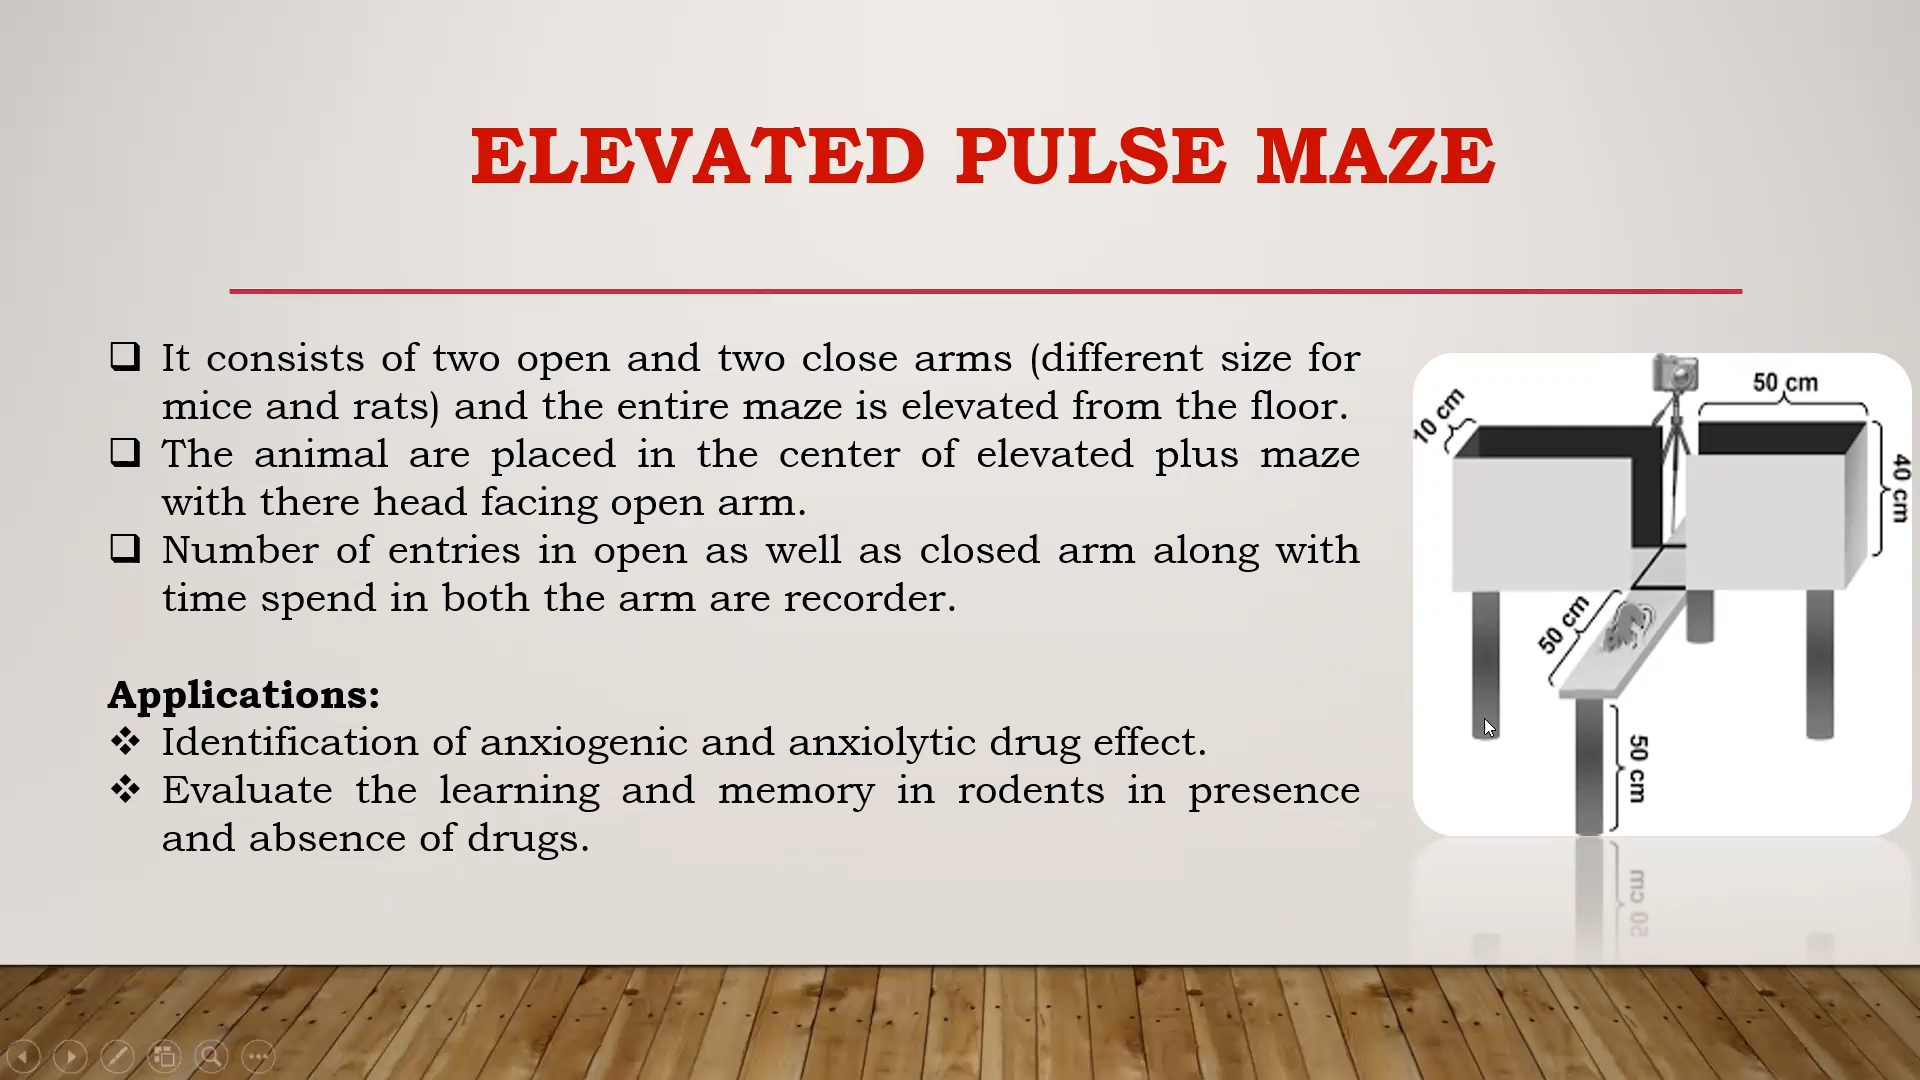 ELEVATED PULSE MAZE
It consists of two open and two close arms (different size for
mice and rats) and the entire maze is elevated from the floor.
The animal are placed in the center of elevated plus maze
with there head facing open arm.
Number of entries in open as well as closed arm along with
time spend in both the arm are recorder.
Applications:
Identification of anxiogenic and anxiolytic drug effect.
Evaluate the learning and memory in rodents in presence
and absence of drugs.
10 cm
50 cm
40 cm
50 cm
50 cm